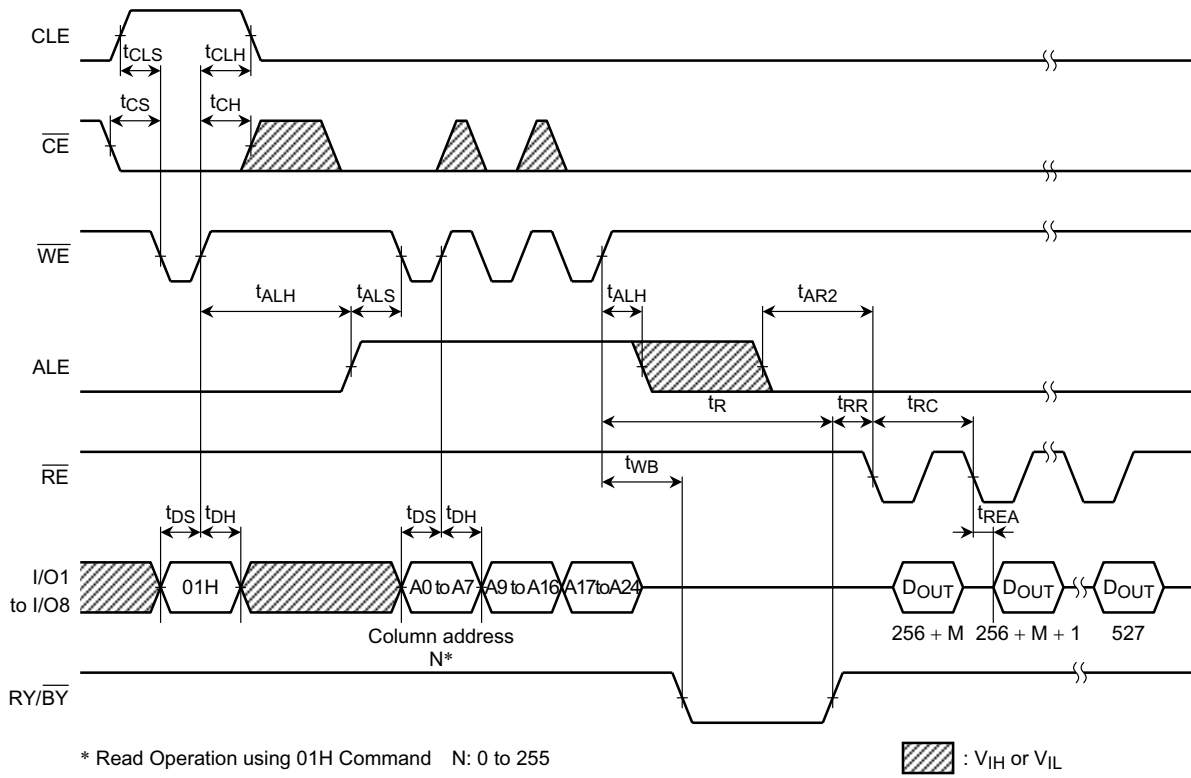 CLE
tCLS tCLH
tCS tCH
CE
WE
tALH tALS tALH tAR2
ALE
tR tRR tRC
RE
tWB
tDS tDH tDS tDH tREA
I/O1
to I/O8
01H A0 to A7 A9 to A16 A17 to A24 DOUT DOUT DOUT
256 + M 256 + M + 1 527
Column address
N*
RY/BY
* Read Operation using 01H Command N: 0 to 255
: VIH or VIL